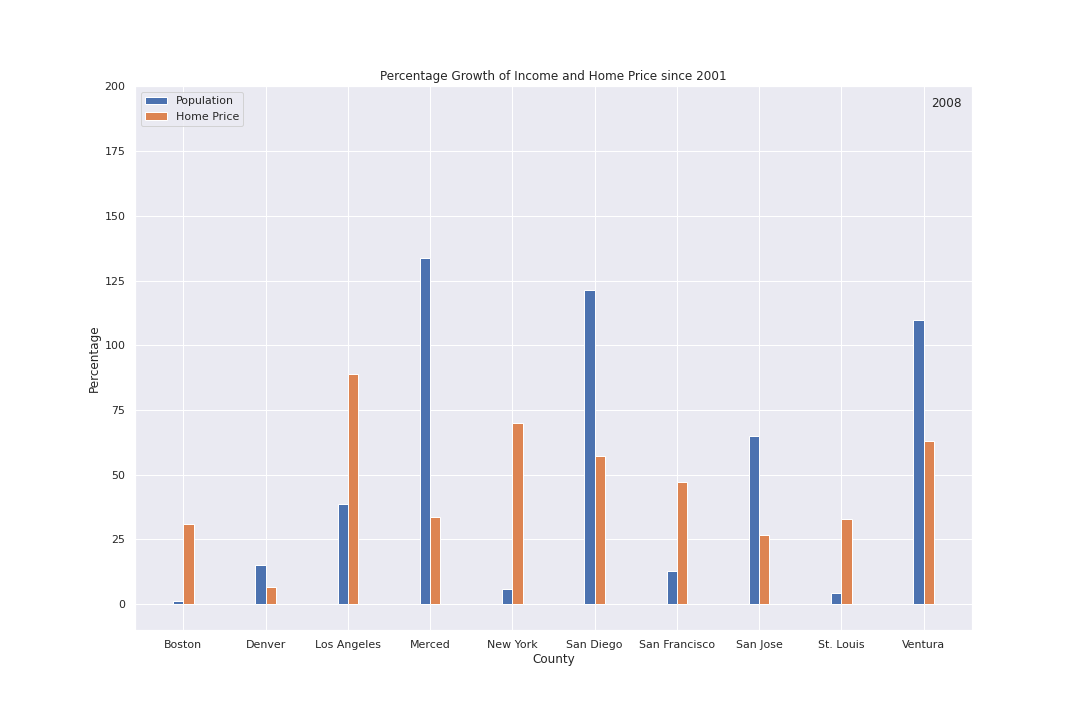 Percentage Growth of Income and Home Price since 2001
200
Population
Home Price
2008
175
150
125
100
75
50
25
0
Percentage
Boston Denver Los Angeles Merced New York San Diego San Francisco San Jose St. Louis Ventura
County